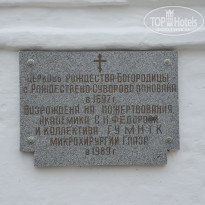 TOP HOTELS
ЦЕРКОВЬ РОЖДЕСТВА БОГОРОДИЦЫ
С. РОЖДЕСТВЕНО-СУВОРОВО ОСНОВАНА
В 1697 Г.
ВОЗРОЖДЕНА НА ПОЖЕРТВОВАНИЯ
АКАДЕМИКА С.Н.ФЕДОРОВА
И КОЛЛЕКТИВА ГУ МНТК
МИКРОХИРУРГИИ ГЛАЗА
В 1989 Г.